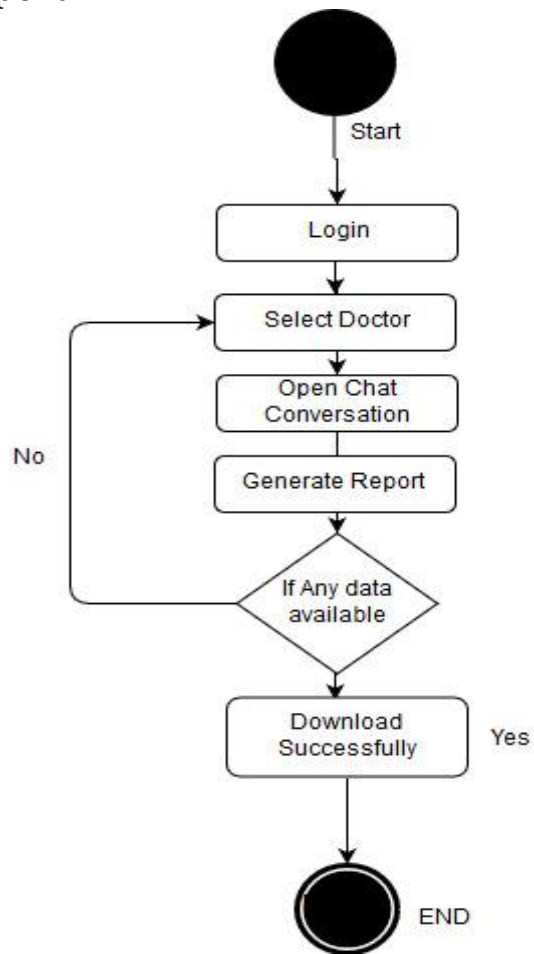 Start
Login
Select Doctor
Open Chat
Conversation
No
Generate Report
If Any data
available
Download
Successfully
Yes
END